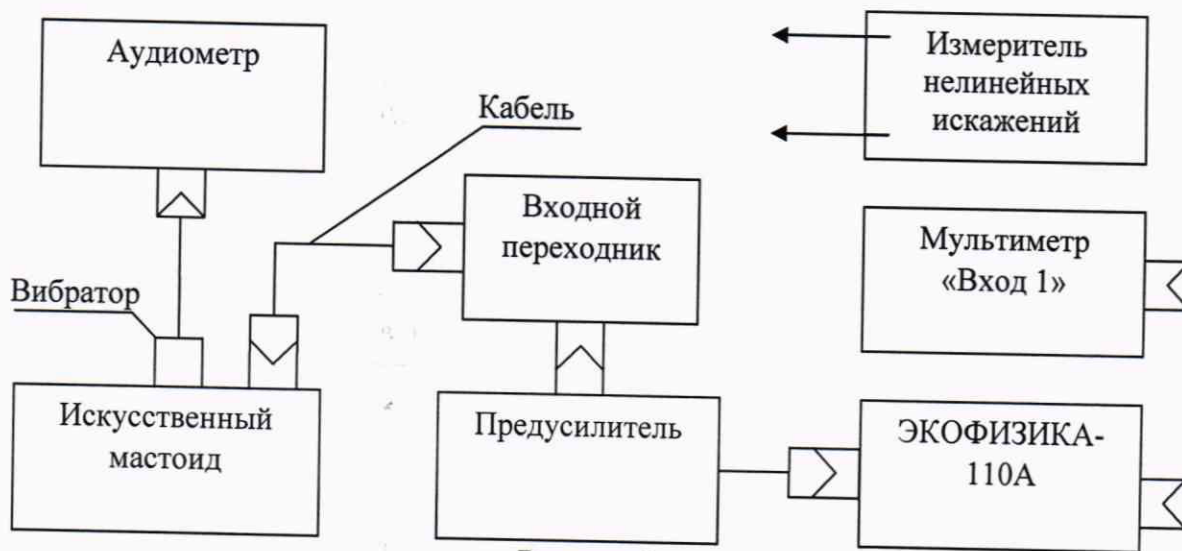 Аудиометр
Измеритель
нелинейных
искажений
Кабель
Входной
переходник
Мультиметр
«Вход 1»
Вибратор
Искусственный
мастоид
Предусилитель
ЭКОФИЗИКА-
110А